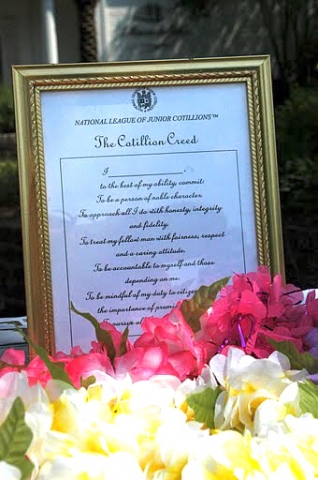 NATIONAL LEAGUE OF JUNIOR COTILLIONS™
The Cotillion Creed
I
to the best of my ability, commit:
To be a person of noble character.
To approach all I do with honesty, integrity
and fidelity.
To treat my fellow man with fairness, respect
and a caring attitude.
To be accountable to myself and those
depending on me.
To be mindful of my duty to
the importance of
To